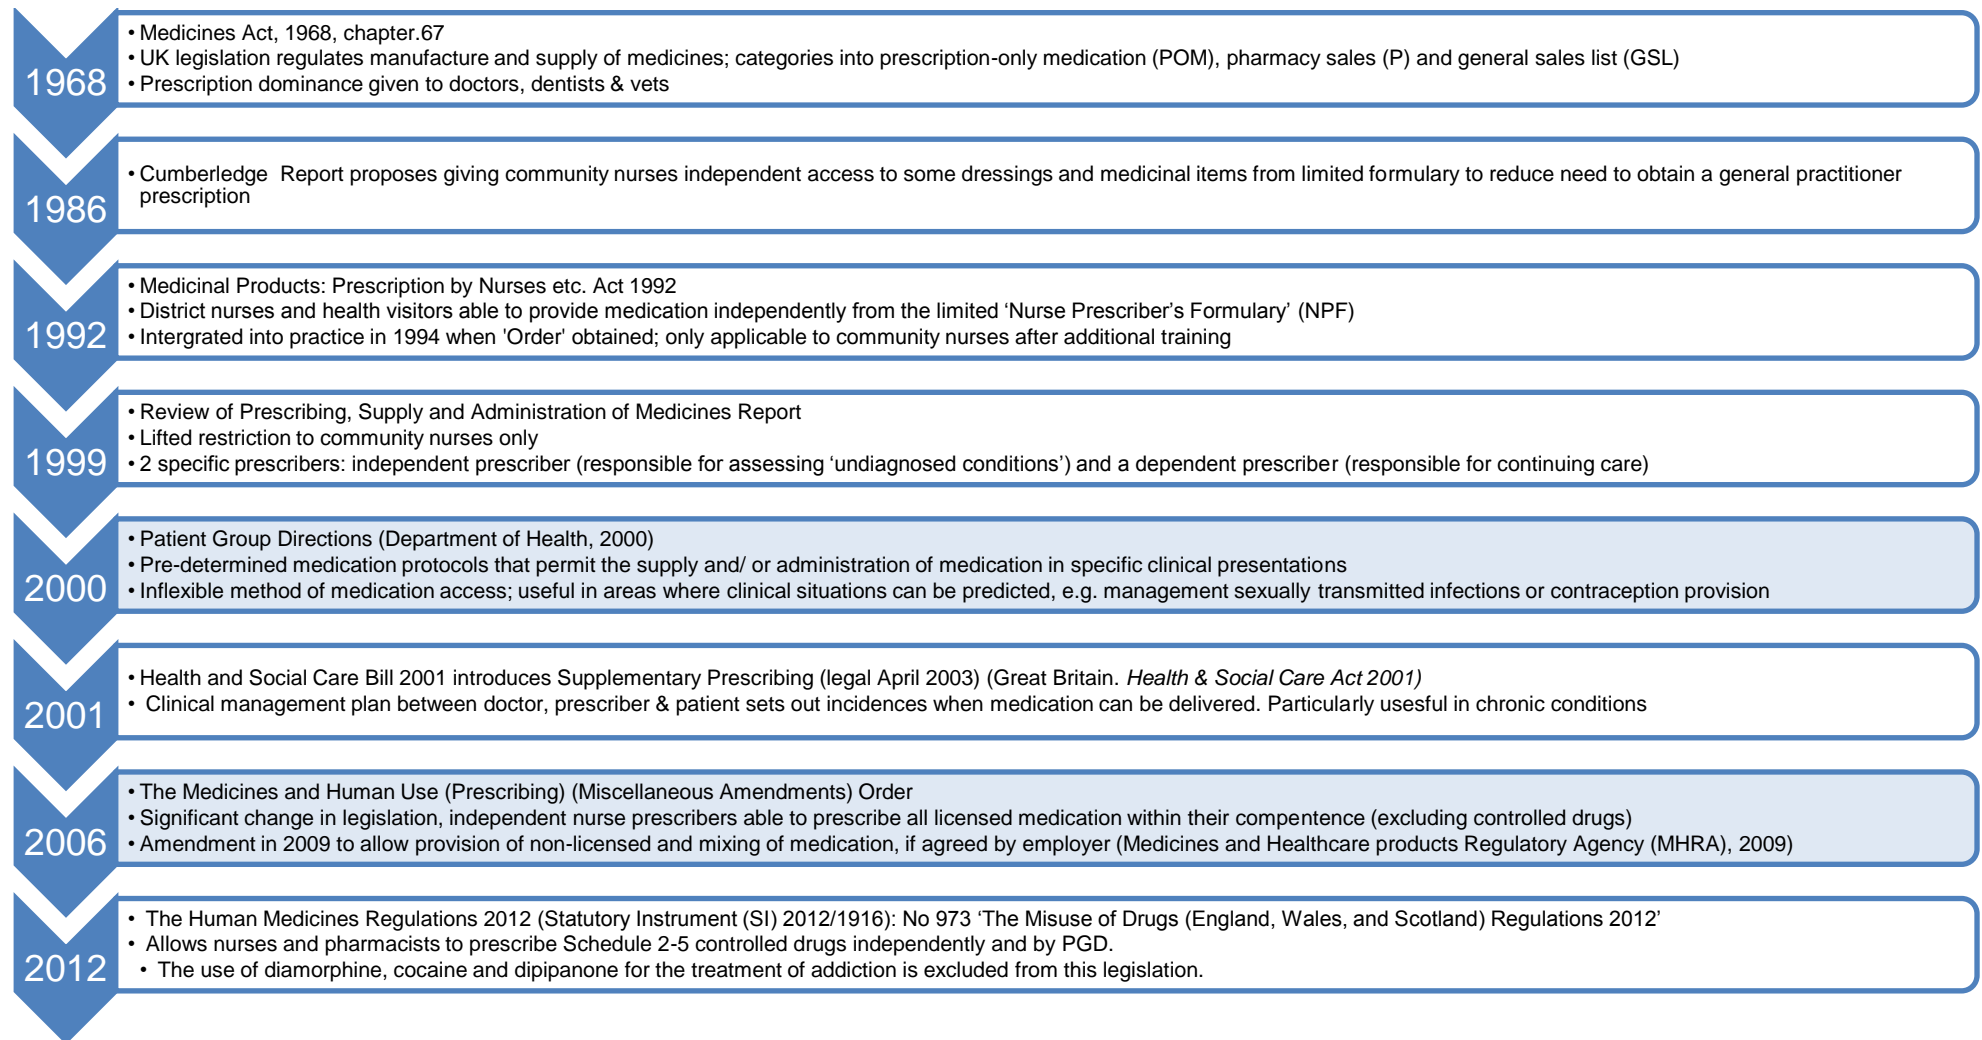 1968
• Medicines Act, 1968, chapter.67
• UK legislation regulates manufacture and supply of medicines; categories into prescription-only medication (POM), pharmacy sales (P) and general sales list (GSL)
• Prescription dominance given to doctors, dentists & vets
1986
• Cumberledge  Report proposes giving community nurses independent access to some dressings and medicinal items from limited formulary to reduce need to obtain a general practitioner
prescription
1992
• Medicinal Products: Prescription by Nurses etc. Act 1992
• District nurses and health visitors able to provide medication independently from the limited ‘Nurse Prescriber’s Formulary’ (NPF)
• Intergrated into practice in 1994 when 'Order' obtained; only applicable to community nurses after additional training
1999
• Review of Prescribing, Supply and Administration of Medicines Report
• Lifted restriction to community nurses only
• 2 specific prescribers: independent prescriber (responsible for assessing ‘undiagnosed conditions’) and a dependent prescriber (responsible for continuing care)
2000
• Patient Group Directions (Department of Health, 2000)
• Pre-determined medication protocols that permit the supply and/ or administration of medication in specific clinical presentations
• Inflexible method of medication access; useful in areas where clinical situations can be predicted, e.g. management sexually transmitted infections or contraception provision
2001
• Health and Social Care Bill 2001 introduces Supplementary Prescribing (legal April 2003) (Great Britain. Health & Social Care Act 2001)
• Clinical management plan between doctor, prescriber & patient sets out incidences when medication can be delivered. Particularly usesful in chronic conditions
2006
• The Medicines and Human Use (Prescribing) (Miscellaneous Amendments) Order
• Significant change in legislation, independent nurse prescribers able to prescribe all licensed medication within their compentence (excluding controlled drugs)
• Amendment in 2009 to allow provision of non-licensed and mixing of medication, if agreed by employer (Medicines and Healthcare products Regulatory Agency (MHRA), 2009)
2012
• The Human Medicines Regulations 2012 (Statutory Instrument (SI) 2012/1916): No 973 ‘The Misuse of Drugs (England, Wales, and Scotland) Regulations 2012’
• Allows nurses and pharmacists to prescribe Schedule 2-5 controlled drugs independently and by PGD.
• The use of diamorphine, cocaine and dipipanone for the treatment of addiction is excluded from this legislation.